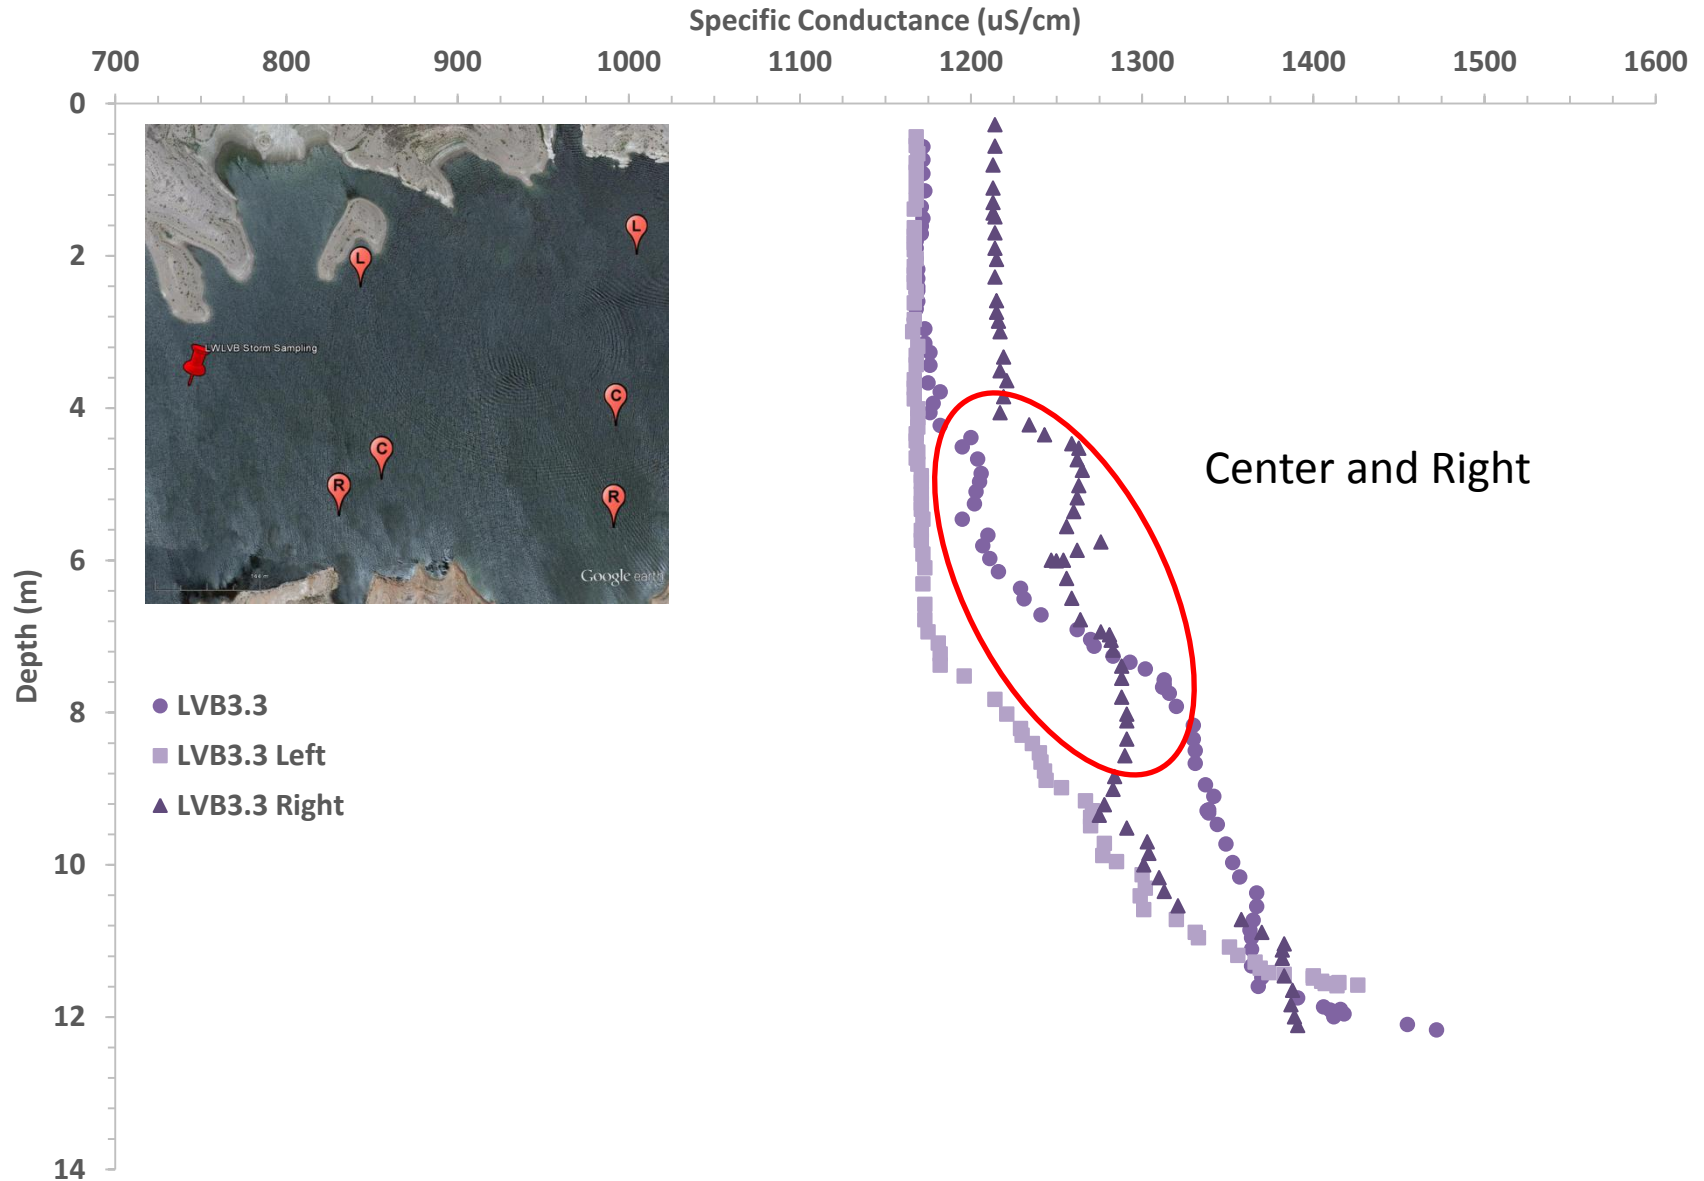 Specific Conductance (uS/cm)
700 800 900 1000 1100 1200 1300 1400 1500 1600
0
2
4
6
8
10
12
14
Depth (m)
L
L
LWLVB Storm Sampling
C
C
R
R
Google earth
Center and Right
LVB3.3
LVB3.3 Left
LVB3.3 Right